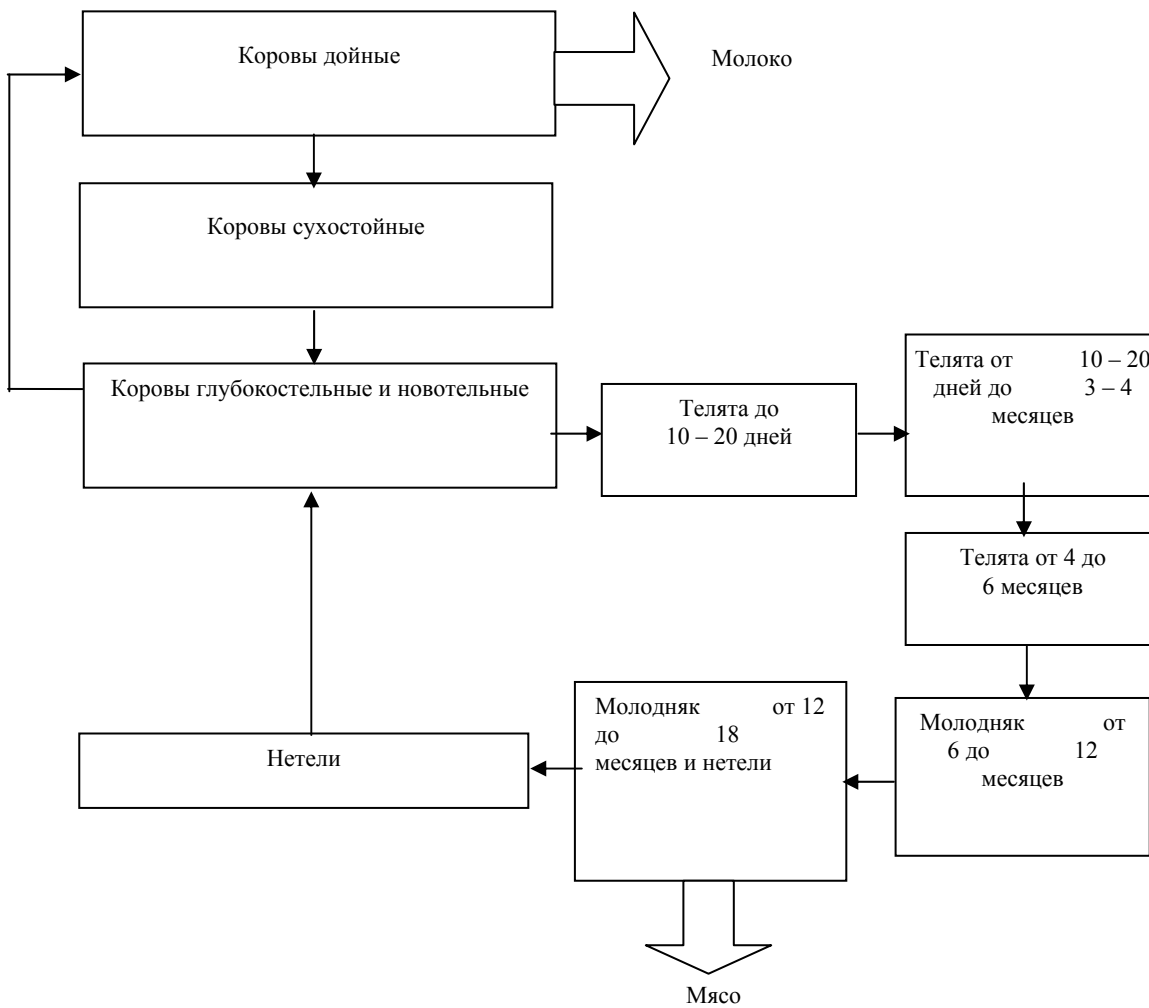 Коровы дойные
Молоко
Коровы сухостойные
Коровы глубокостельные и новотельные
Телята до
10 – 20 дней
Телята от 10 – 20
дней до 3 – 4
месяцев
Телята от 4 до
6 месяцев
Молодняк от
6 до 12
месяцев
Молодняк от 12
до 18
месяцев и нетели
Нетели
Мясо